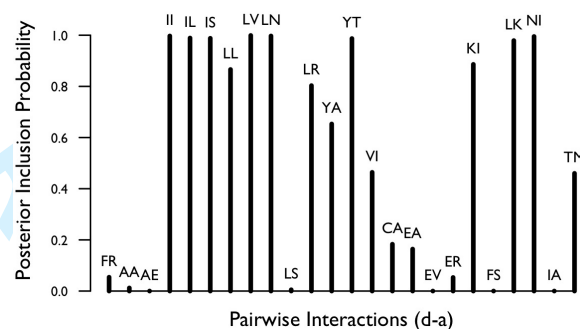 II IL IS LV LN YT LK NI
LL KI
LR
YA
VI TN
CA EA
FR AA AE LS EV ER FS IA
1.0
0.8
0.6
0.4
0.2
0.0
Posterior Inclusion Probability
Pairwise Interactions (d-a)